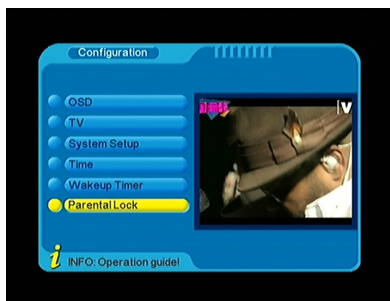 Configuration
OSD
TV
System Setup
Time
Wakeup Timer
Parental Lock
V
i INFO: Operation guide!